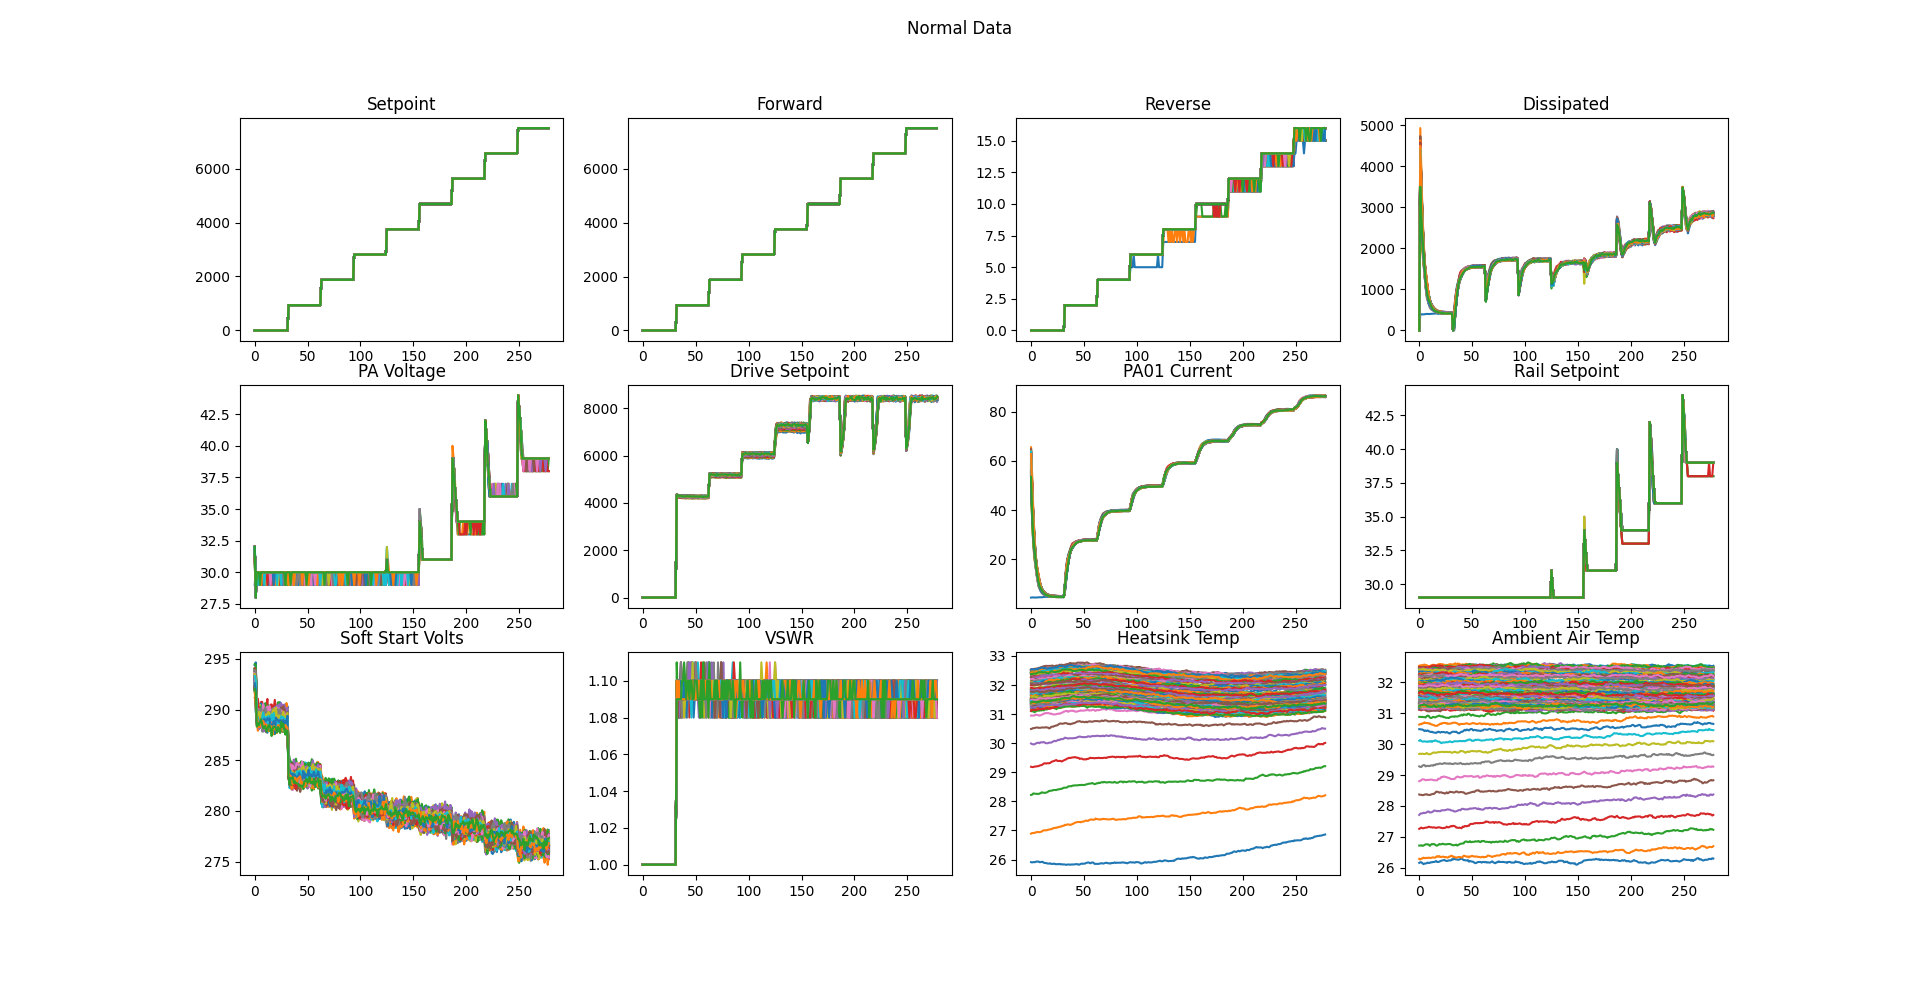 Normal Data
Setpoint
Forward
Reverse
Dissipated
6000
4000
2000
0
0 50 100 150 200 250
6000
4000
2000
0
0 50 100 150 200 250
15.0
12.5
10.0
7.5
5.0
2.5
0.0
0 50 100 150 200 250
5000
4000
3000
2000
1000
0
0 50 100 150 200 250
PA Voltage
Drive Setpoint
PA01 Current
Rail Setpoint
42.5
40.0
37.5
35.0
32.5
30.0
27.5
0 50 100 150 200 250
8000
6000
4000
2000
0
0 50 100 150 200 250
80
60
40
20
0 50 100 150 200 250
42.5
40.0
37.5
35.0
32.5
30.0
0 50 100 150 200 250
Soft Start Volts
VSWR
Heatsink Temp
Ambient Air Temp
295
290
285
280
275
0 50 100 150 200 250
1.10
1.08
1.06
1.04
1.02
1.00
0 50 100 150 200 250
33
32
31
30
29
28
27
26
0 50 100 150 200 250
32
31
30
29
28
27
26
0 50 100 150 200 250